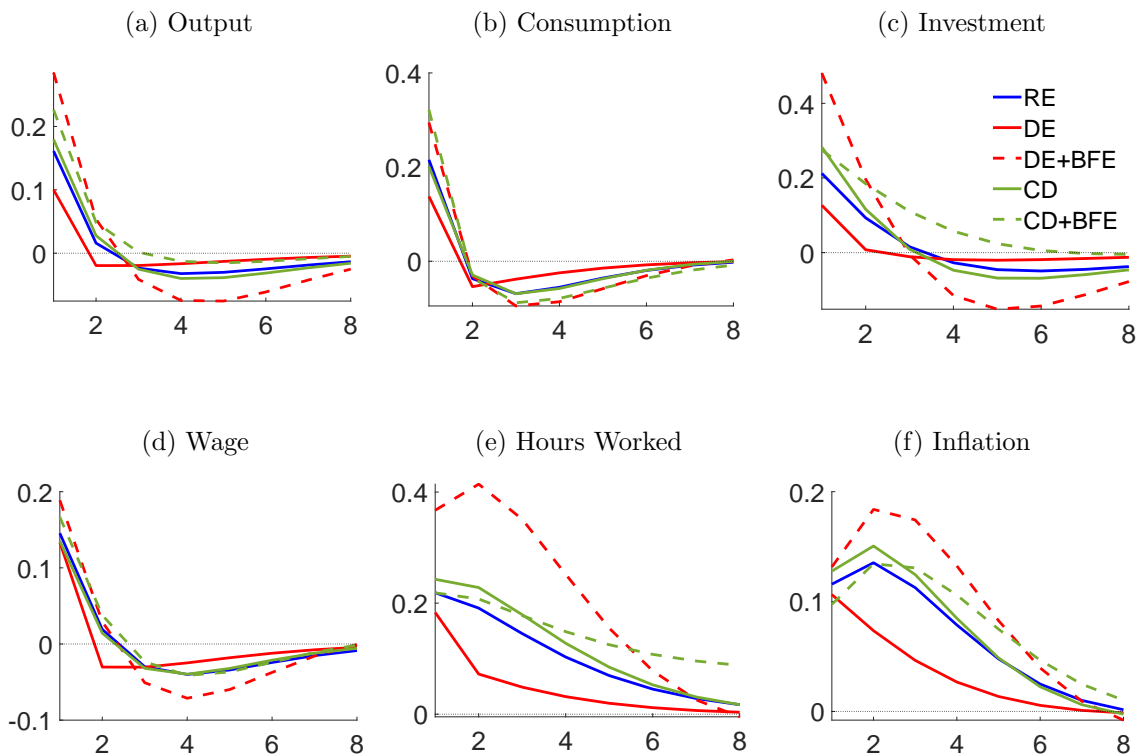 (a) Output
(b) Consumption
(c) Investment
0.2
0.1
0
2 4 6 8
0.4
0.2
0
2 4 6 8
0.4
0.2
0
2 4 6 8
RE
DE
DE+BFE
CD
CD+BFE
(d) Wage
(e) Hours Worked
(f) Inflation
0.2
0.1
0
-0.1
2 4 6 8
0.4
0.2
0
2 4 6 8
0.2
0.1
0
2 4 6 8